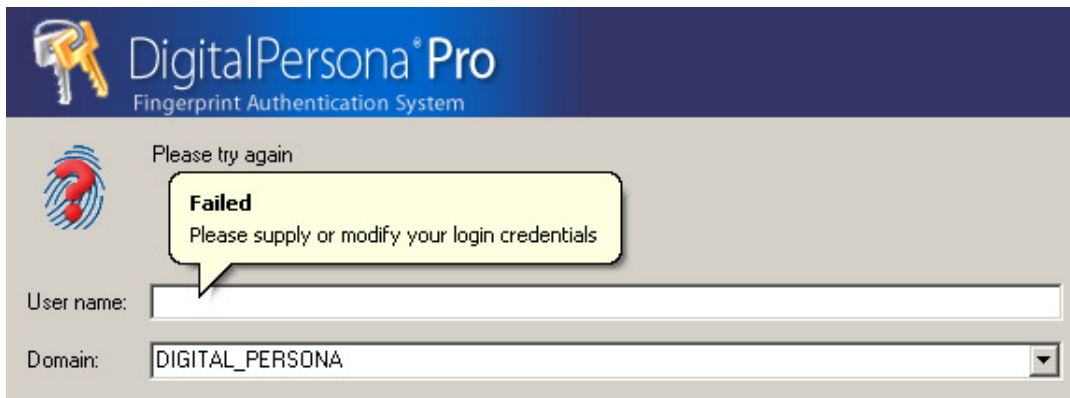 DigitalPersona® Pro
Fingerprint Authentication System
Please try again
Failed
Please supply or modify your login credentials
User name:
Domain: DIGITAL_PERSONA